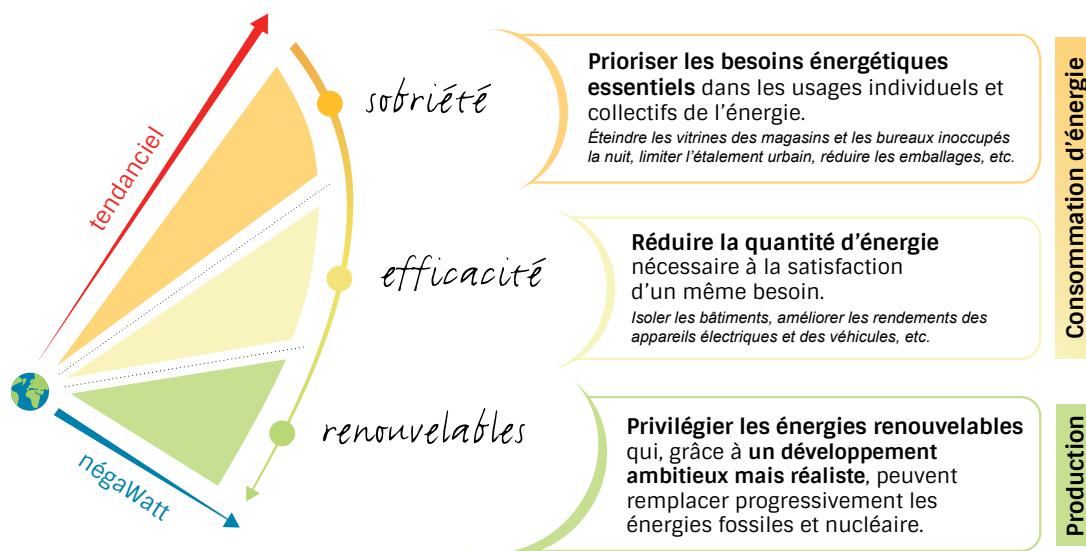 tendanciel
négaWatt
sobriété
Prioriser les besoins énergétiques
essentiels dans les usages individuels et
collectifs de l’énergie.
Éteindre les vitrines des magasins et les bureaux inoccupés
la nuit, limiter l’étalement urbain, réduire les emballages, etc.
efficacité
Réduire la quantité d’énergie
nécessaire à la satisfaction
d’un même besoin.
Isoler les bâtiments, améliorer les rendements des
appareils électriques et des véhicules, etc.
renouvelables
Privilégier les énergies renouvelables
qui, grâce à un développement
ambitieux mais réaliste, peuvent
remplacer progressivement les
énergies fossiles et nucléaire.
Consommation d’énergie
Production